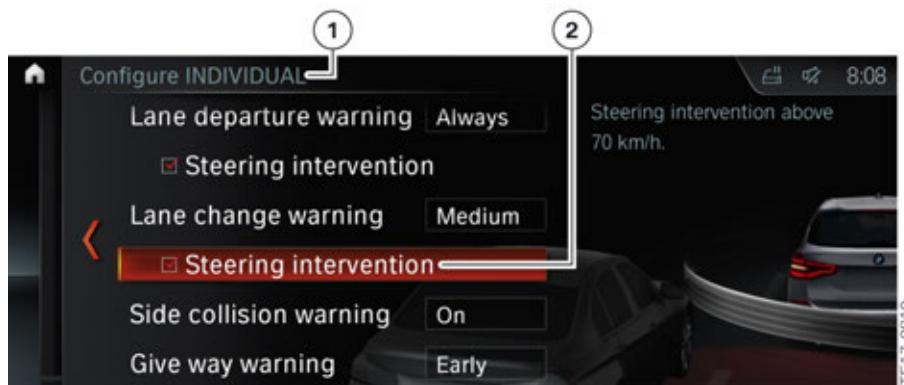 1
2
Configure INDIVIDUAL
8:08
Lane departure warning Always
Steering intervention above
70 km/h.
Steering intervention
Lane change warning Medium
Steering intervention
Side collision warning On
Give way warning Early